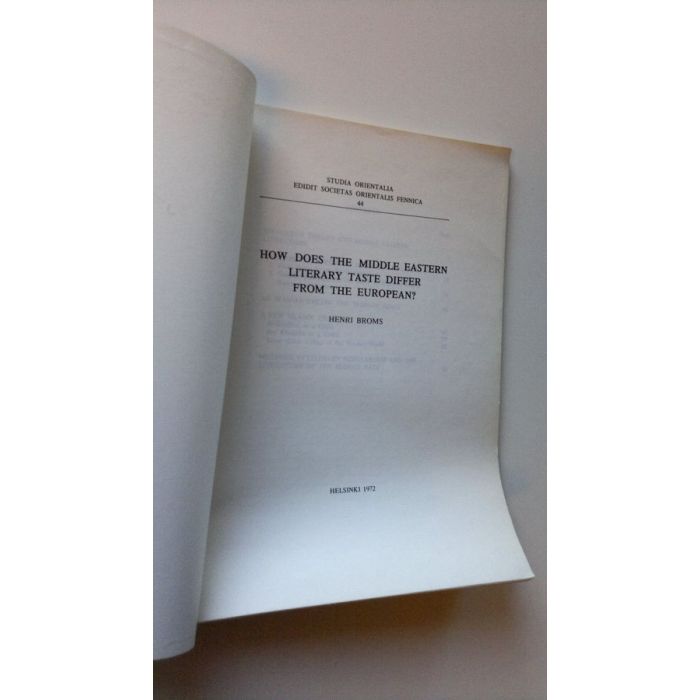 STUDIA ORIENTALIA
EDIDIT SOCIETAS ORIENTALIS FENNICA
44
HOW DOES THE MIDDLE EASTERN
LITERARY TASTE DIFFER
FROM THE EUROPEAN?
HENRI BROMS
HELSINKI 1972